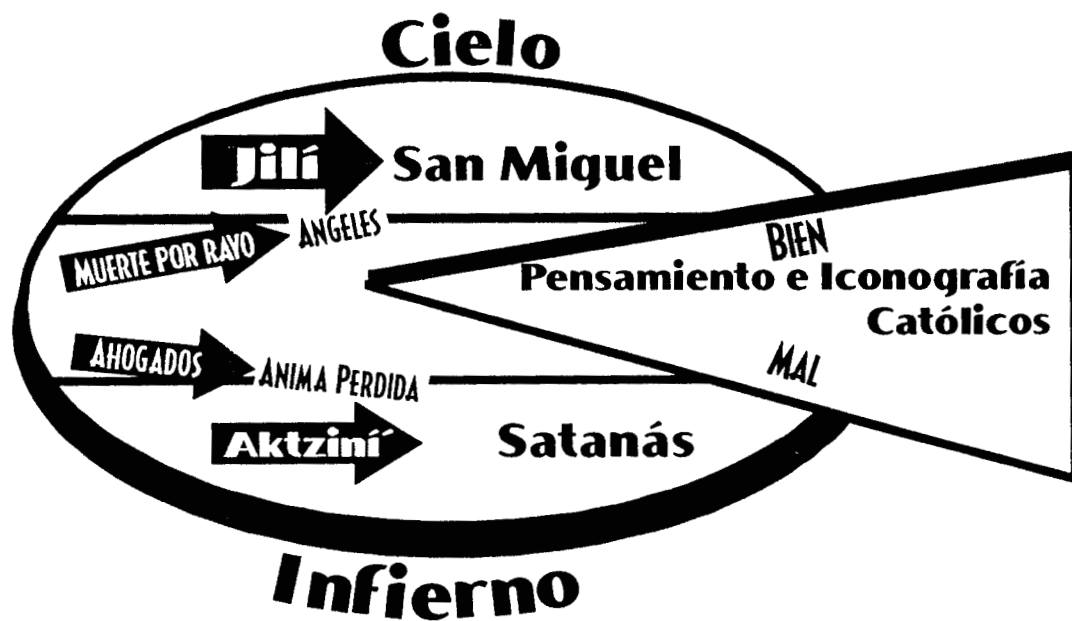 Cielo
Jilí
San Miguel
MUERTE POR RAYO
ANGELES
BIEN
Pensamiento e Iconografía
Católicos
AHOGADOS
ANIMA PERDIDA
MAL
Aktziní´
Satanás
Infierno